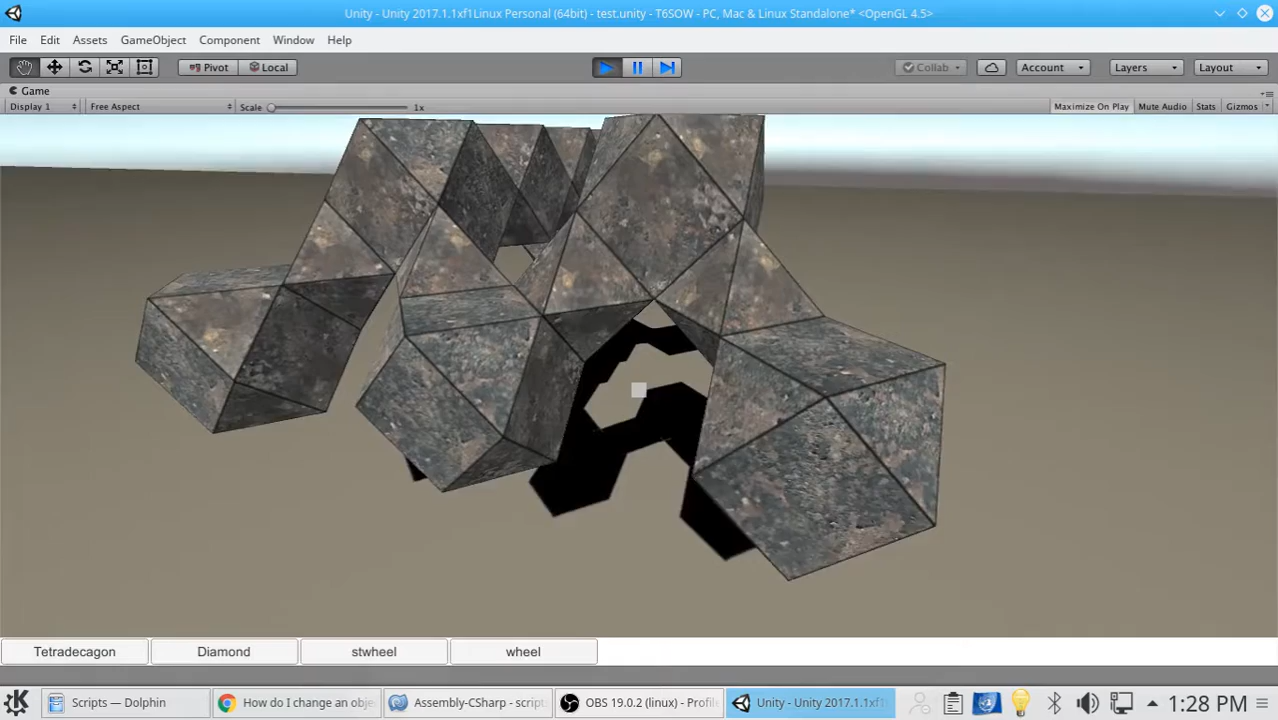 Unity - Unity 2017.1.1xf1Linux Personal (64bit) - test.unity - T6SOW - PC, Mac & Linux Standalone* <OpenGL 4.5>
File Edit Assets GameObject Component Window Help
Pivot Local Collab Account Layers Layout
Game
Display 1 Free Aspect Scale 1x Maximize On Play Mute Audio Stats Gizmos
Tetradecagon Diamond stwheel wheel
Scripts — Dolphin How do I change an obje Assembly-CSharp - script: OBS 19.0.2 (linux) - Profile Unity - Unity 2017.1.1xf1 1:28 PM